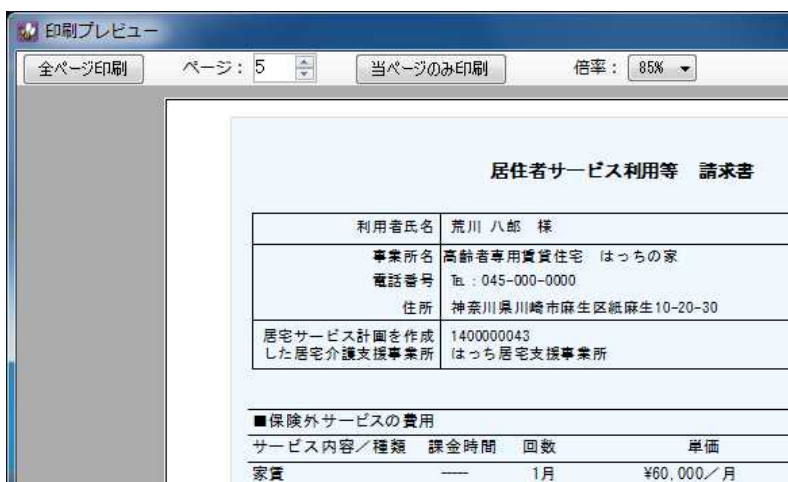 印刷プレビュー
全ページ印刷 ページ： 5 当ページのみ印刷 倍率： 85%
居住者サービス利用等 請求書
利用者氏名 荒川 八郎 様
事業所名 高齢者専用賃貸住宅 はっちの家
電話番号 ℡：045-000-0000
住所 神奈川県川崎市麻生区紙麻生10-20-30
居宅サービス計画を作成 1400000043
した居宅介護支援事業所 はっち居宅支援事業所
■保険外サービスの費用
サービス内容／種類 課金時間 回数 単価
家賃 ----- 1月 ¥60,000／月